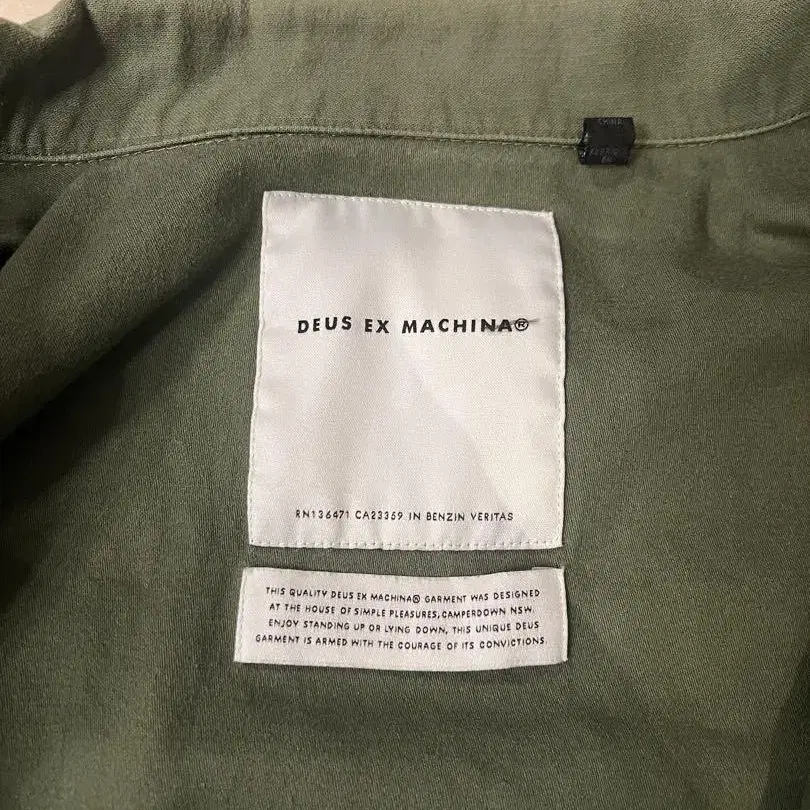 CHINA
DEUS EX MACHINA®
RN136471 CA23359 IN BENZIN VERITAS
THIS QUALITY DEUS EX MACHINA® GARMENT WAS DESIGNED
AT THE HOUSE OF SIMPLE PLEASURES, CAMPERDOWN NSW.
ENJOY STANDING UP OR LYING DOWN, THIS UNIQUE DEUS
GARMENT IS ARMED WITH THE COURAGE OF ITS CONVICTIONS.